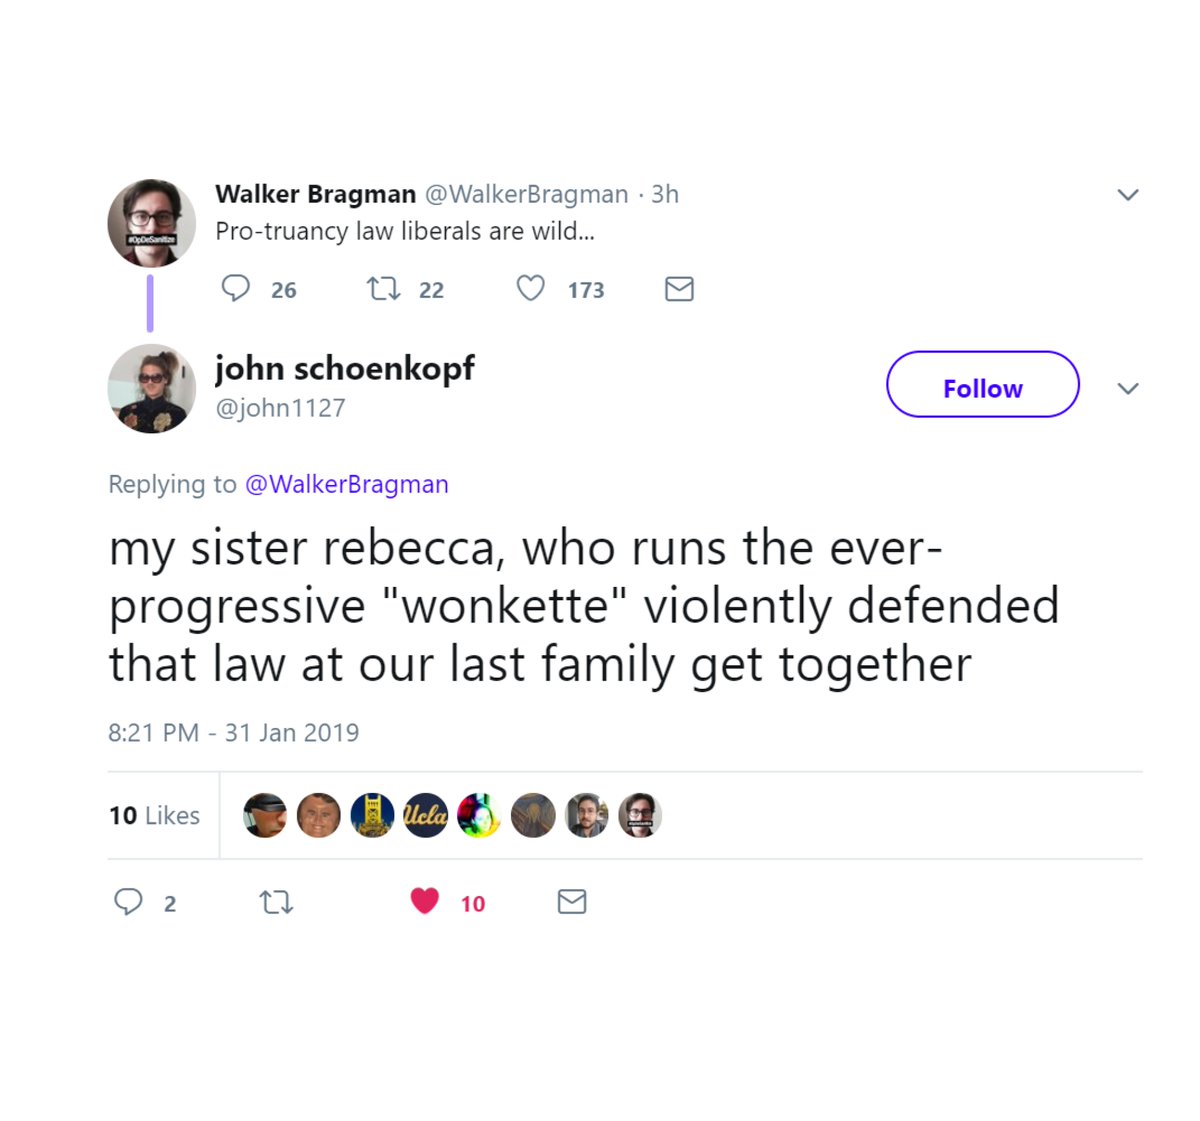 Walker Bragman @WalkerBragman · 3h
Pro-truancy law liberals are wild...
#OpDeSanitize
26 22 173
john schoenkopf
@john1127
Follow
Replying to @WalkerBragman
my sister rebecca, who runs the ever-
progressive "wonkette" violently defended
that law at our last family get together
8:21 PM - 31 Jan 2019
10 Likes
Ucla
2 10